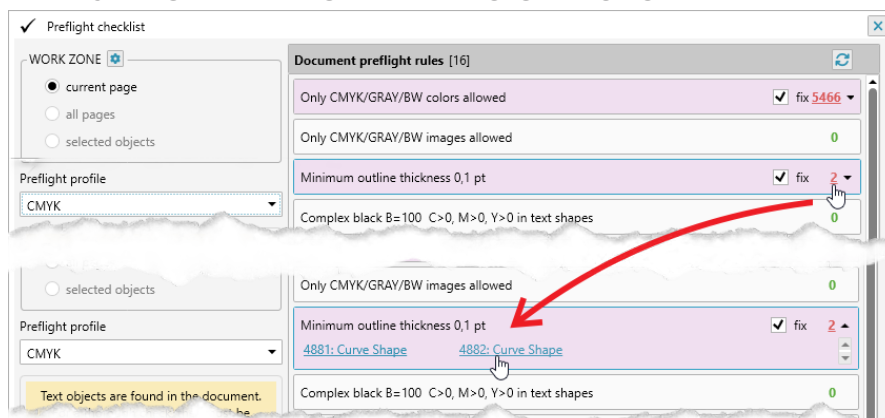 Preflight checklist
WORK ZONE
current page
all pages
selected objects
Preflight profile
CMYK
Document preflight rules [16]
Only CMYK/GRAY/BW colors allowed fix 5466
Only CMYK/GRAY/BW images allowed 0
Minimum outline thickness 0,1 pt fix 2
Complex black B=100 C>0, M>0, Y>0 in text shapes 0
selected objects
Preflight profile
CMYK
Text objects are found in the document.
Only CMYK/GRAY/BW images allowed 0
Minimum outline thickness 0,1 pt fix 2
4881: Curve Shape 4882: Curve Shape
Complex black B=100 C>0, M>0, Y>0 in text shapes 0